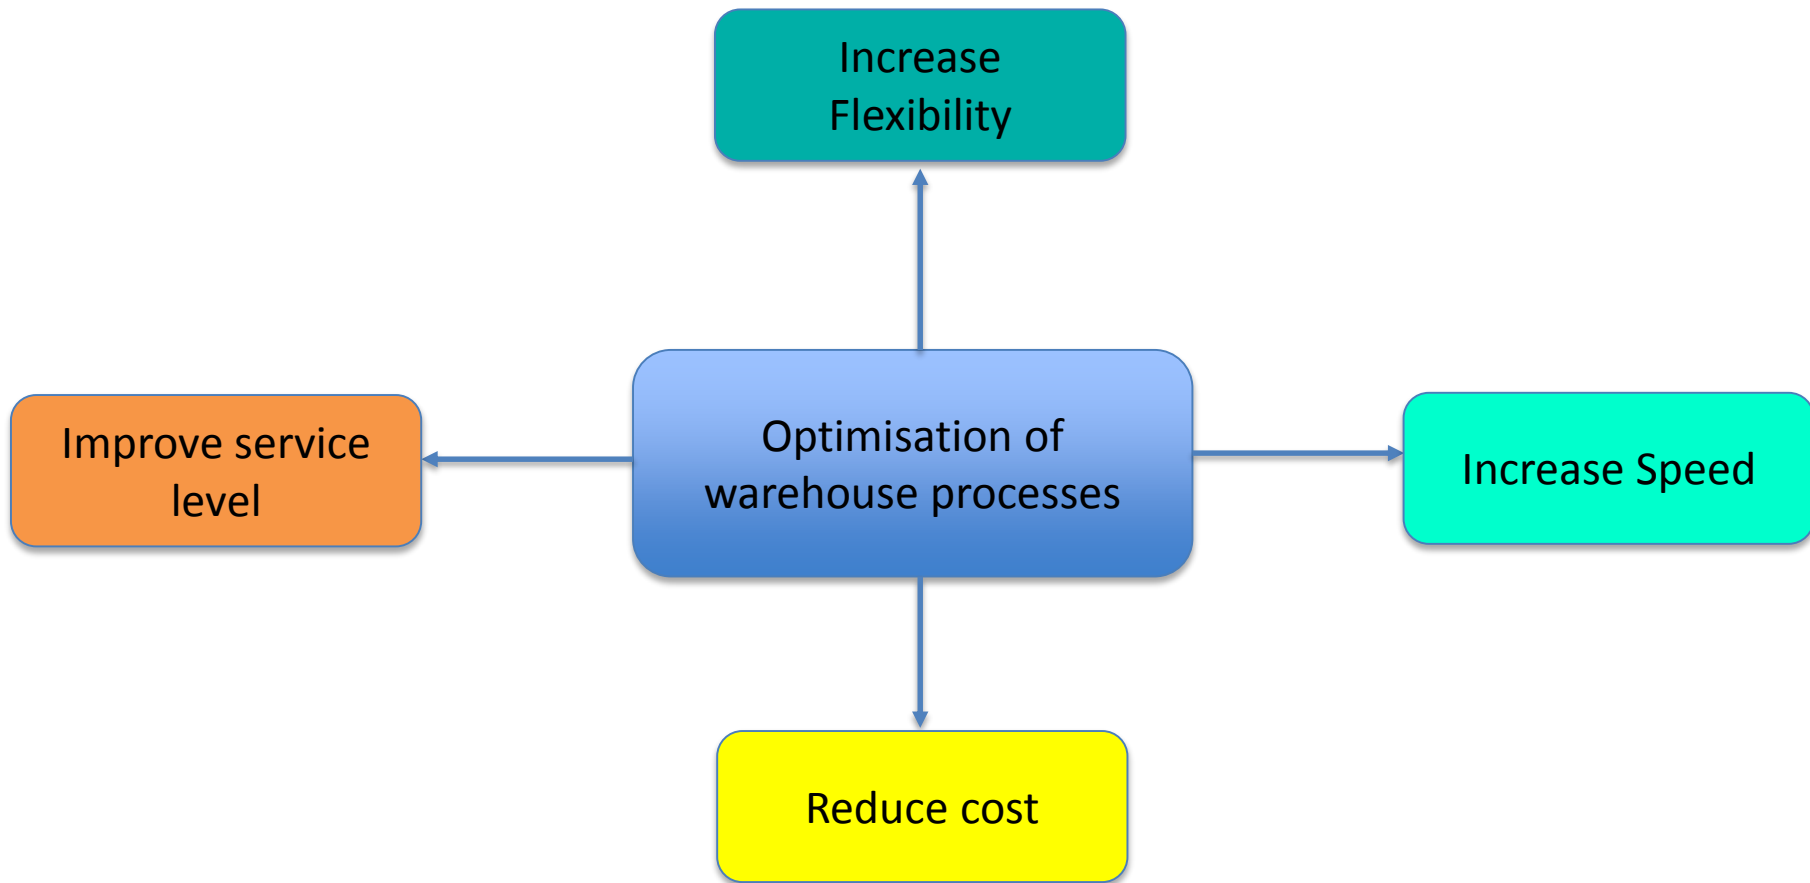 Increase
Flexibility
Improve service
level
Optimisation of
warehouse processes
Increase Speed
Reduce cost